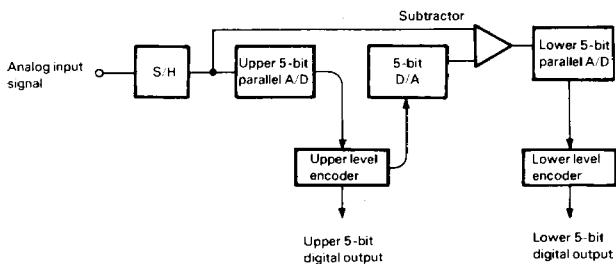 Subtractor
Analog input
signal
S/H
Upper 5-bit
parallel A/D
5-bit
D/A
Lower 5-bit
parallel A/D
Upper level
encoder
Lower level
encoder
Upper 5-bit
digital output
Lower 5-bit
digital output